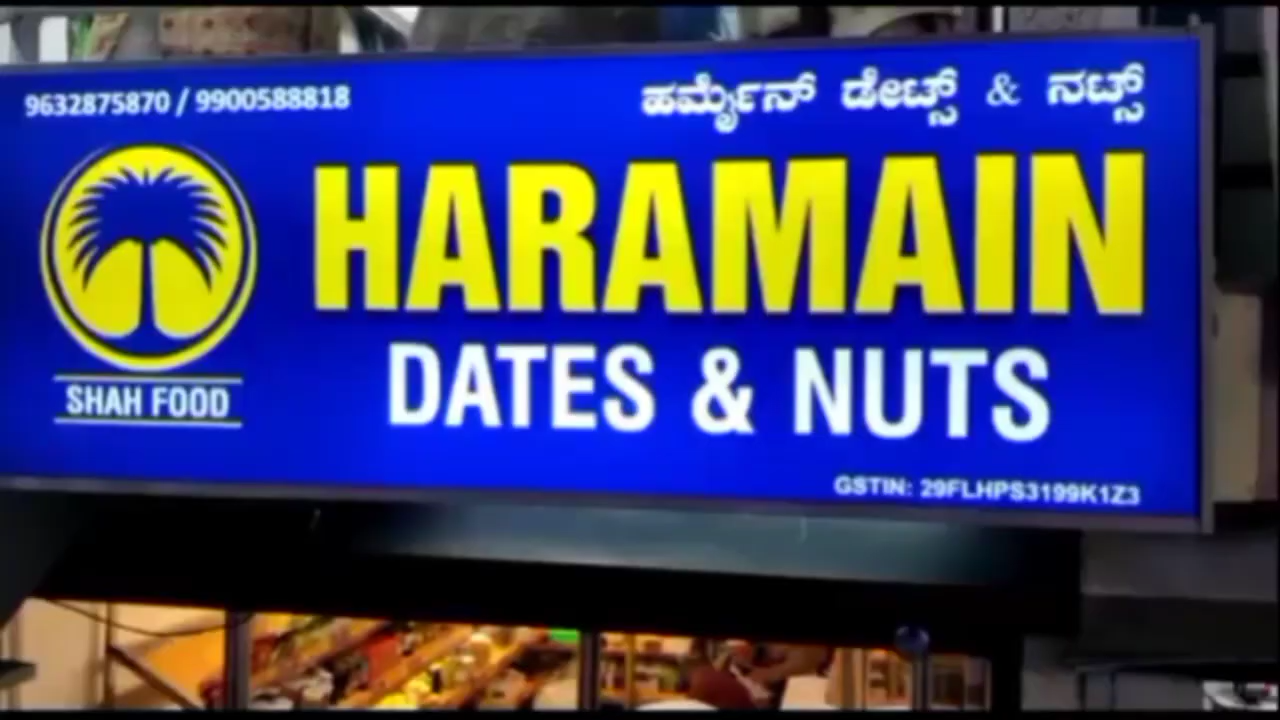 9632875870 / 9900588818
ಹರ್ಮೈನ್ ಡೇಟ್ಸ್ & ನಟ್ಸ್
HARAMAIN
DATES & NUTS
SHAH FOOD
GSTIN: 29FLHPS3199K1Z3